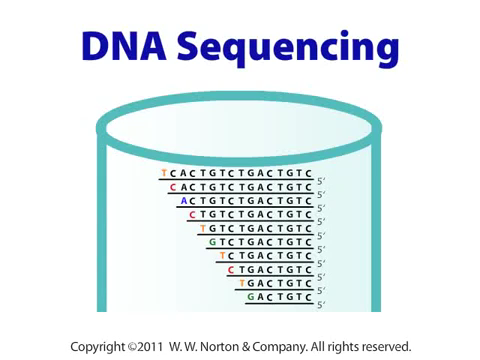 DNA Sequencing
TCACTGTCTGACTGTC 5'
CACTGTCTGACTGTC 5'
ACTGTCTGACTGTC 5'
CTGTCTGACTGTC 5'
TGTCTGACTGTC 5'
GTCTGACTGTC 5'
TCTGACTGTC 5'
CTGACTGTC 5'
TGACTGTC 5'
GACTGTC 5'
Copyright ©2011 W. W. Norton & Company. All rights reserved.